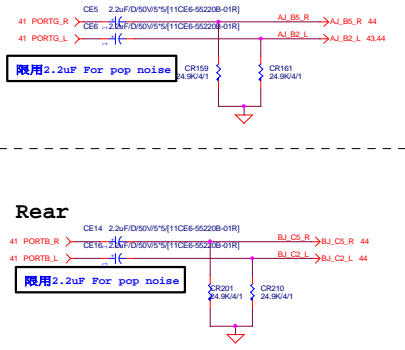 CE5 2.2uF/D/50V/5*5/[11CE6-55220B-01R]
41 PORTG_R AJ_B5_R AJ_B5_R 44
CE6 2.2uF/D/50V/5*5/[11CE6-55220B-01R]
41 PORTG_L AJ_B2_L AJ_B2_L 43,44
限用2.2uF For pop noise
CR159 CR161
24.9K/4/1 24.9K/4/1
Rear
CE14 2.2uF/D/50V/5*5/[11CE6-55220B-01R]
41 PORTB_R BJ_C5_R BJ_C5_R 44
CE16 2.2uF/D/50V/5*5/[11CE6-55220B-01R]
41 PORTB_L BJ_C2_L BJ_C2_L 44
限用2.2uF For pop noise
CR201 CR210
24.9K/4/1 24.9K/4/1